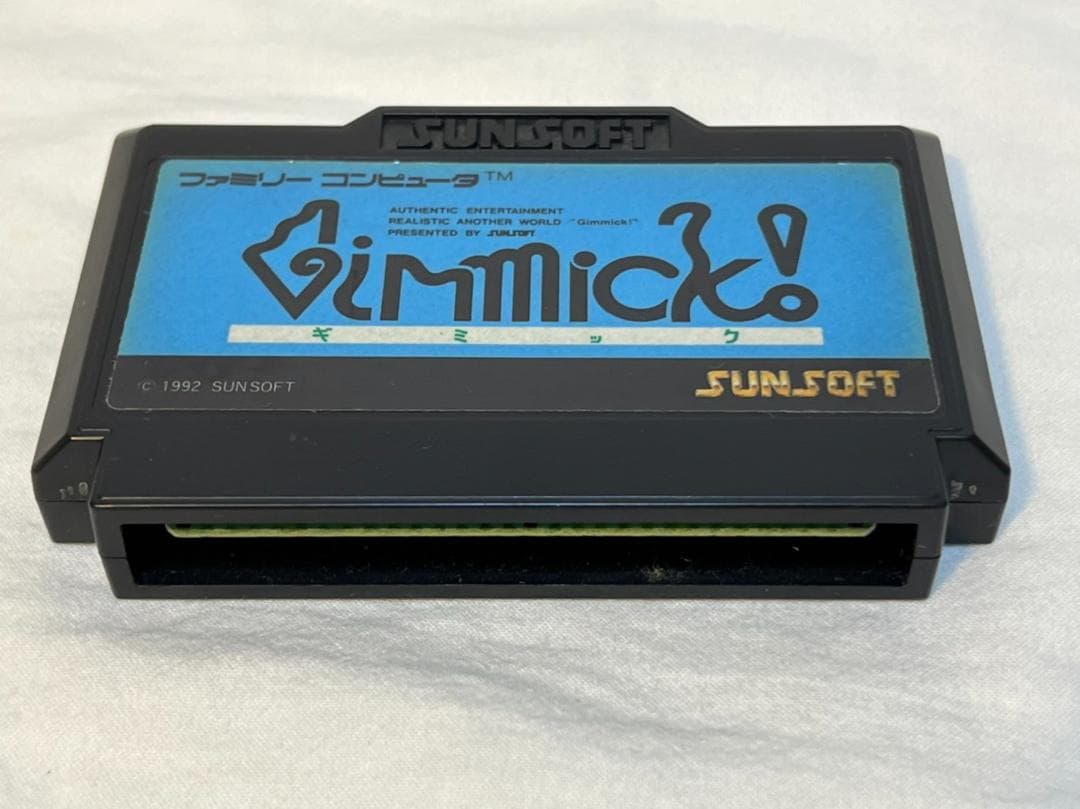 SUNSOFT
ファミリー コンピュータ™
AUTHENTIC ENTERTAINMENT
REALISTIC ANOTHER WORLD "Gimmick!"
PRESENTED BY SUNSOFT
Gimmick!
ギミック
© 1992 SUNSOFT
SUNSOFT